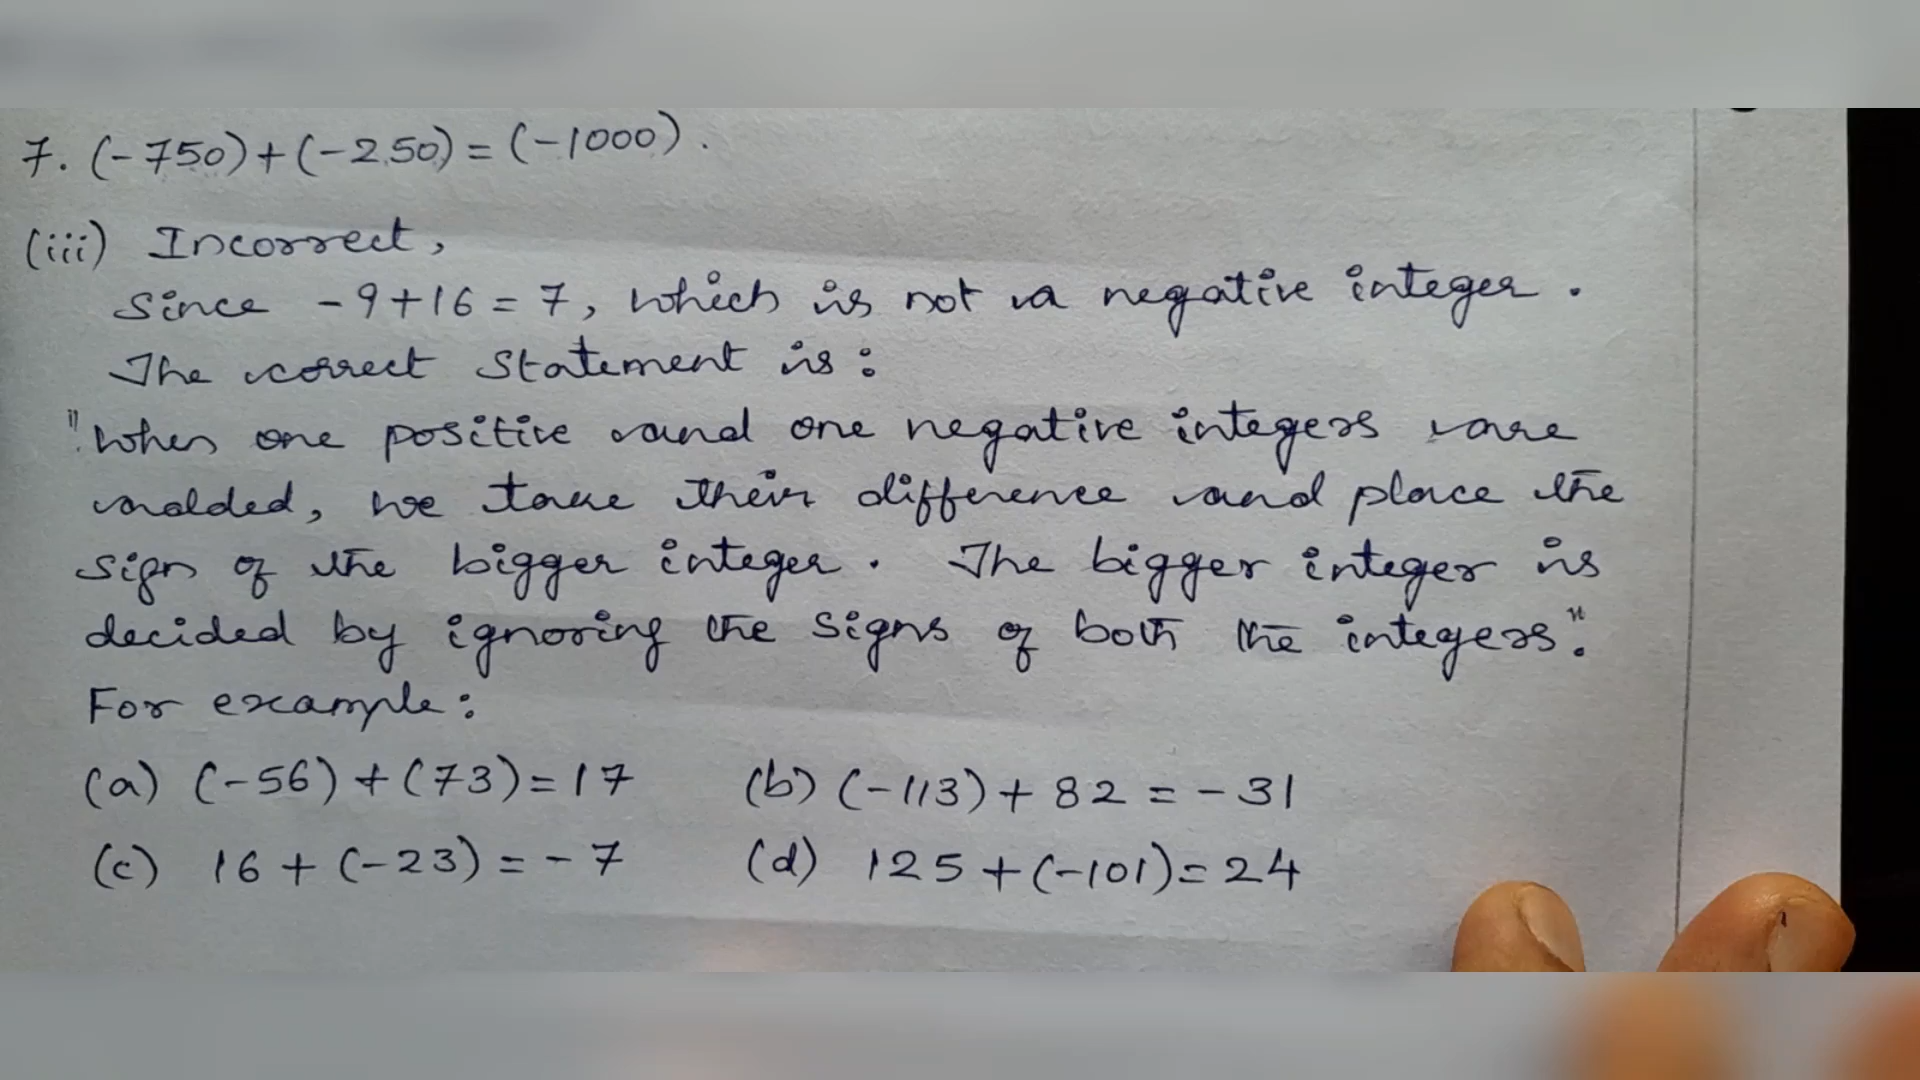 7. (-750)+(-250)=(-1000).
(iii) Incorrect,
Since -9+16=7, which is not a negative integer.
The correct statement is:
"When one positive and one negative integers are
added, we take their difference and place the
sign of the bigger integer. The bigger integer is
decided by ignoring the signs of both the integers".
For example:
(a) (-56)+(73)=17 (b) (-113)+82=-31
(c) 16+(-23)=-7 (d) 125+(-101)=24